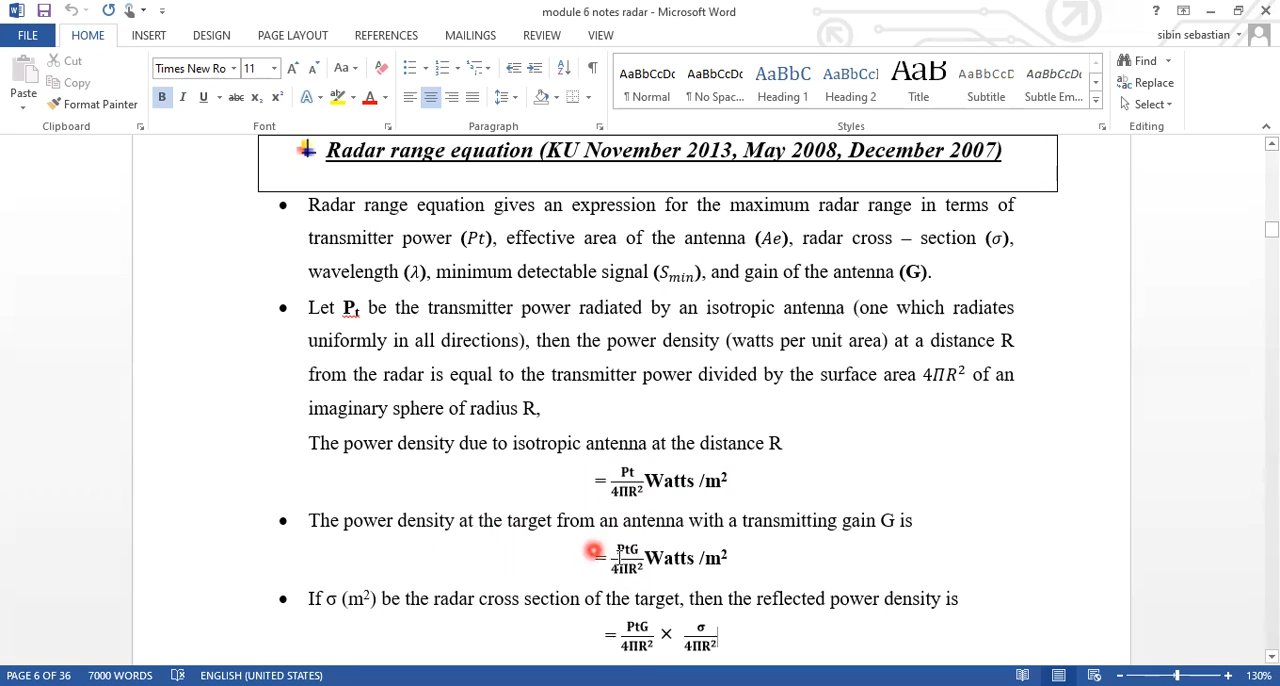 module 6 notes radar - Microsoft Word
?
FILE HOME INSERT DESIGN PAGE LAYOUT REFERENCES MAILINGS REVIEW VIEW sibin sebastian
Paste
Cut
Copy
Format Painter
Times New Ro 11 A A Aa
B I U abc x₂ x² A A
AaBbCcDc AaBbCcDc AaBbC AaBbCcI AaB AaBbCcD AaBbCcDt
¶ Normal ¶ No Spac... Heading 1 Heading 2 Title Subtitle Subtle Em...
Find
Replace
Select
Clipboard Font Paragraph Styles Editing
Radar range equation (KU November 2013, May 2008, December 2007)
• Radar range equation gives an expression for the maximum radar range in terms of
transmitter power (Pt), effective area of the antenna (Ae), radar cross – section (σ),
wavelength (λ), minimum detectable signal (Smin), and gain of the antenna (G).
• Let Pt be the transmitter power radiated by an isotropic antenna (one which radiates
uniformly in all directions), then the power density (watts per unit area) at a distance R
from the radar is equal to the transmitter power divided by the surface area 4ΠR² of an
imaginary sphere of radius R,
The power density due to isotropic antenna at the distance R
= Pt/4ΠR² Watts /m²
• The power density at the target from an antenna with a transmitting gain G is
= PtG/4ΠR² Watts /m²
• If σ (m²) be the radar cross section of the target, then the reflected power density is
= PtG/4ΠR² × σ/4ΠR²
PAGE 6 OF 36 7000 WORDS ENGLISH (UNITED STATES) 130%